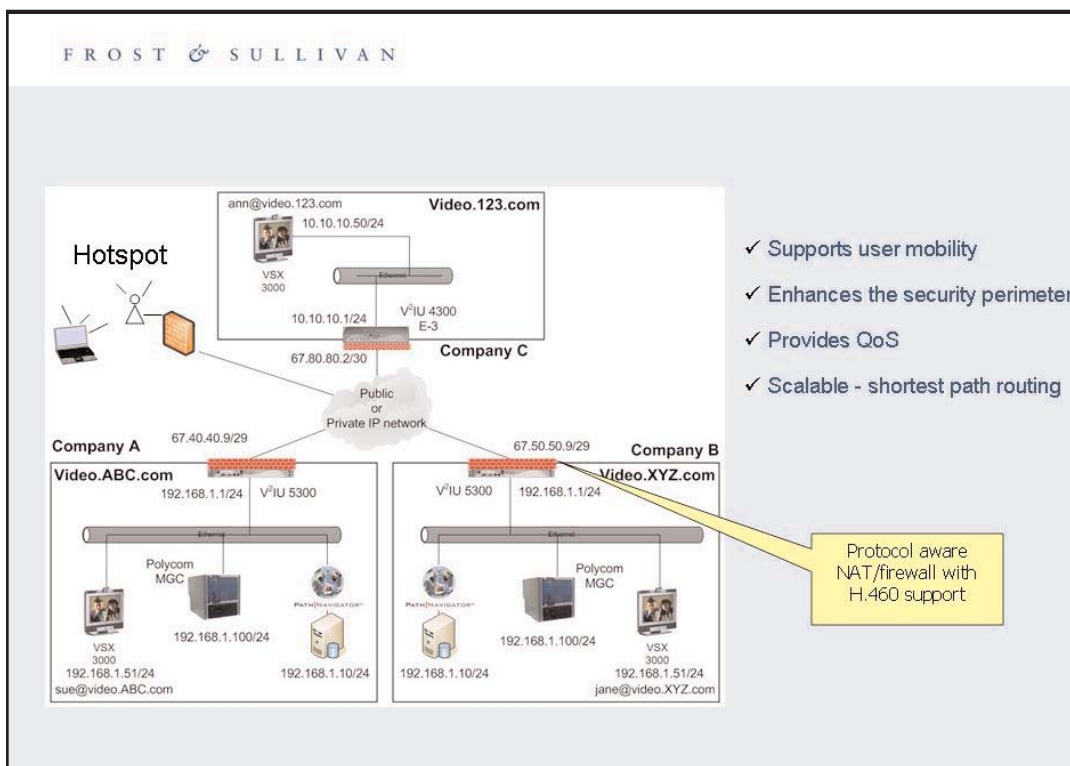 FROST & SULLIVAN
ann@video.123.com
Video.123.com
10.10.10.50/24
VSX
3000
Ethernet
10.10.10.1/24
V²IU 4300
E-3
67.80.80.2/30
Company C
Hotspot
Public
or
Private IP network
✓ Supports user mobility
✓ Enhances the security perimeter
✓ Provides QoS
✓ Scalable - shortest path routing
Company A
67.40.40.9/29
Video.ABC.com
192.168.1.1/24
V²IU 5300
Ethernet
Polycom
MGC
PATH NAVIGATOR™
VSX
3000
192.168.1.100/24
192.168.1.51/24
192.168.1.10/24
sue@video.ABC.com
67.50.50.9/29
Company B
Video.XYZ.com
V²IU 5300
192.168.1.1/24
Ethernet
Polycom
MGC
PATH NAVIGATOR™
VSX
3000
192.168.1.100/24
192.168.1.10/24
192.168.1.51/24
jane@video.XYZ.com
Protocol aware
NAT/firewall with
H.460 support